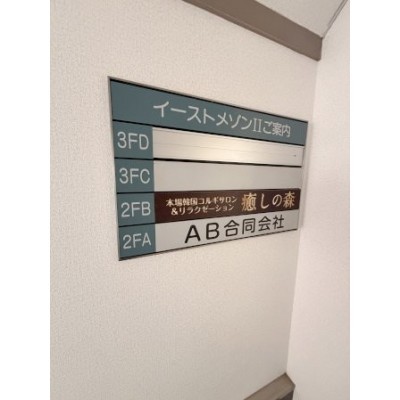 イーストメゾンIIご案内
3FD
3FC
2FB 本場韓国コルギサロン
&リラクゼーション 癒しの森
2FA AB合同会社